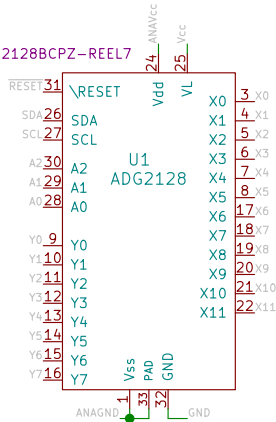 ANAVcc
Vcc
2128BCPZ-REEL7
24
25
RESET 31 \RESET Vdd VL
X0 3 X0
SDA 26 SDA X1 4 X1
SCL 27 SCL X2 5 X2
X3 6 X3
A2 30 A2 U1 X4 7 X4
A1 29 A1 ADG2128 X5 8 X5
A0 28 A0 X6 17 X6
X7 18 X7
Y0 9 Y0 X8 19 X8
Y1 10 Y1 X9 20 X9
Y2 11 Y2 X10 21 X10
Y3 12 Y3 X11 22 X11
Y4 13 Y4
Y5 14 Y5
Y6 15 Y6
Y7 16 Y7
Vss PAD GND
1 33 32
ANAGND GND